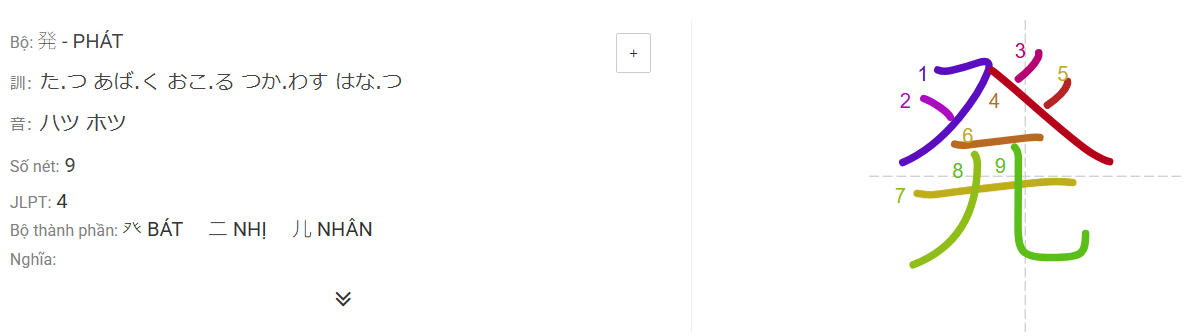 Bộ: 発 - PHÁT
+
訓: た.つ あば.く おこ.る つか.わす はな.つ
音: ハツ ホツ
Số nét: 9
JLPT: 4
Bộ thành phần: 癶 BÁT 二 NHỊ 儿 NHÂN
Nghĩa:
発
1
2
3
4
5
6
7
8
9